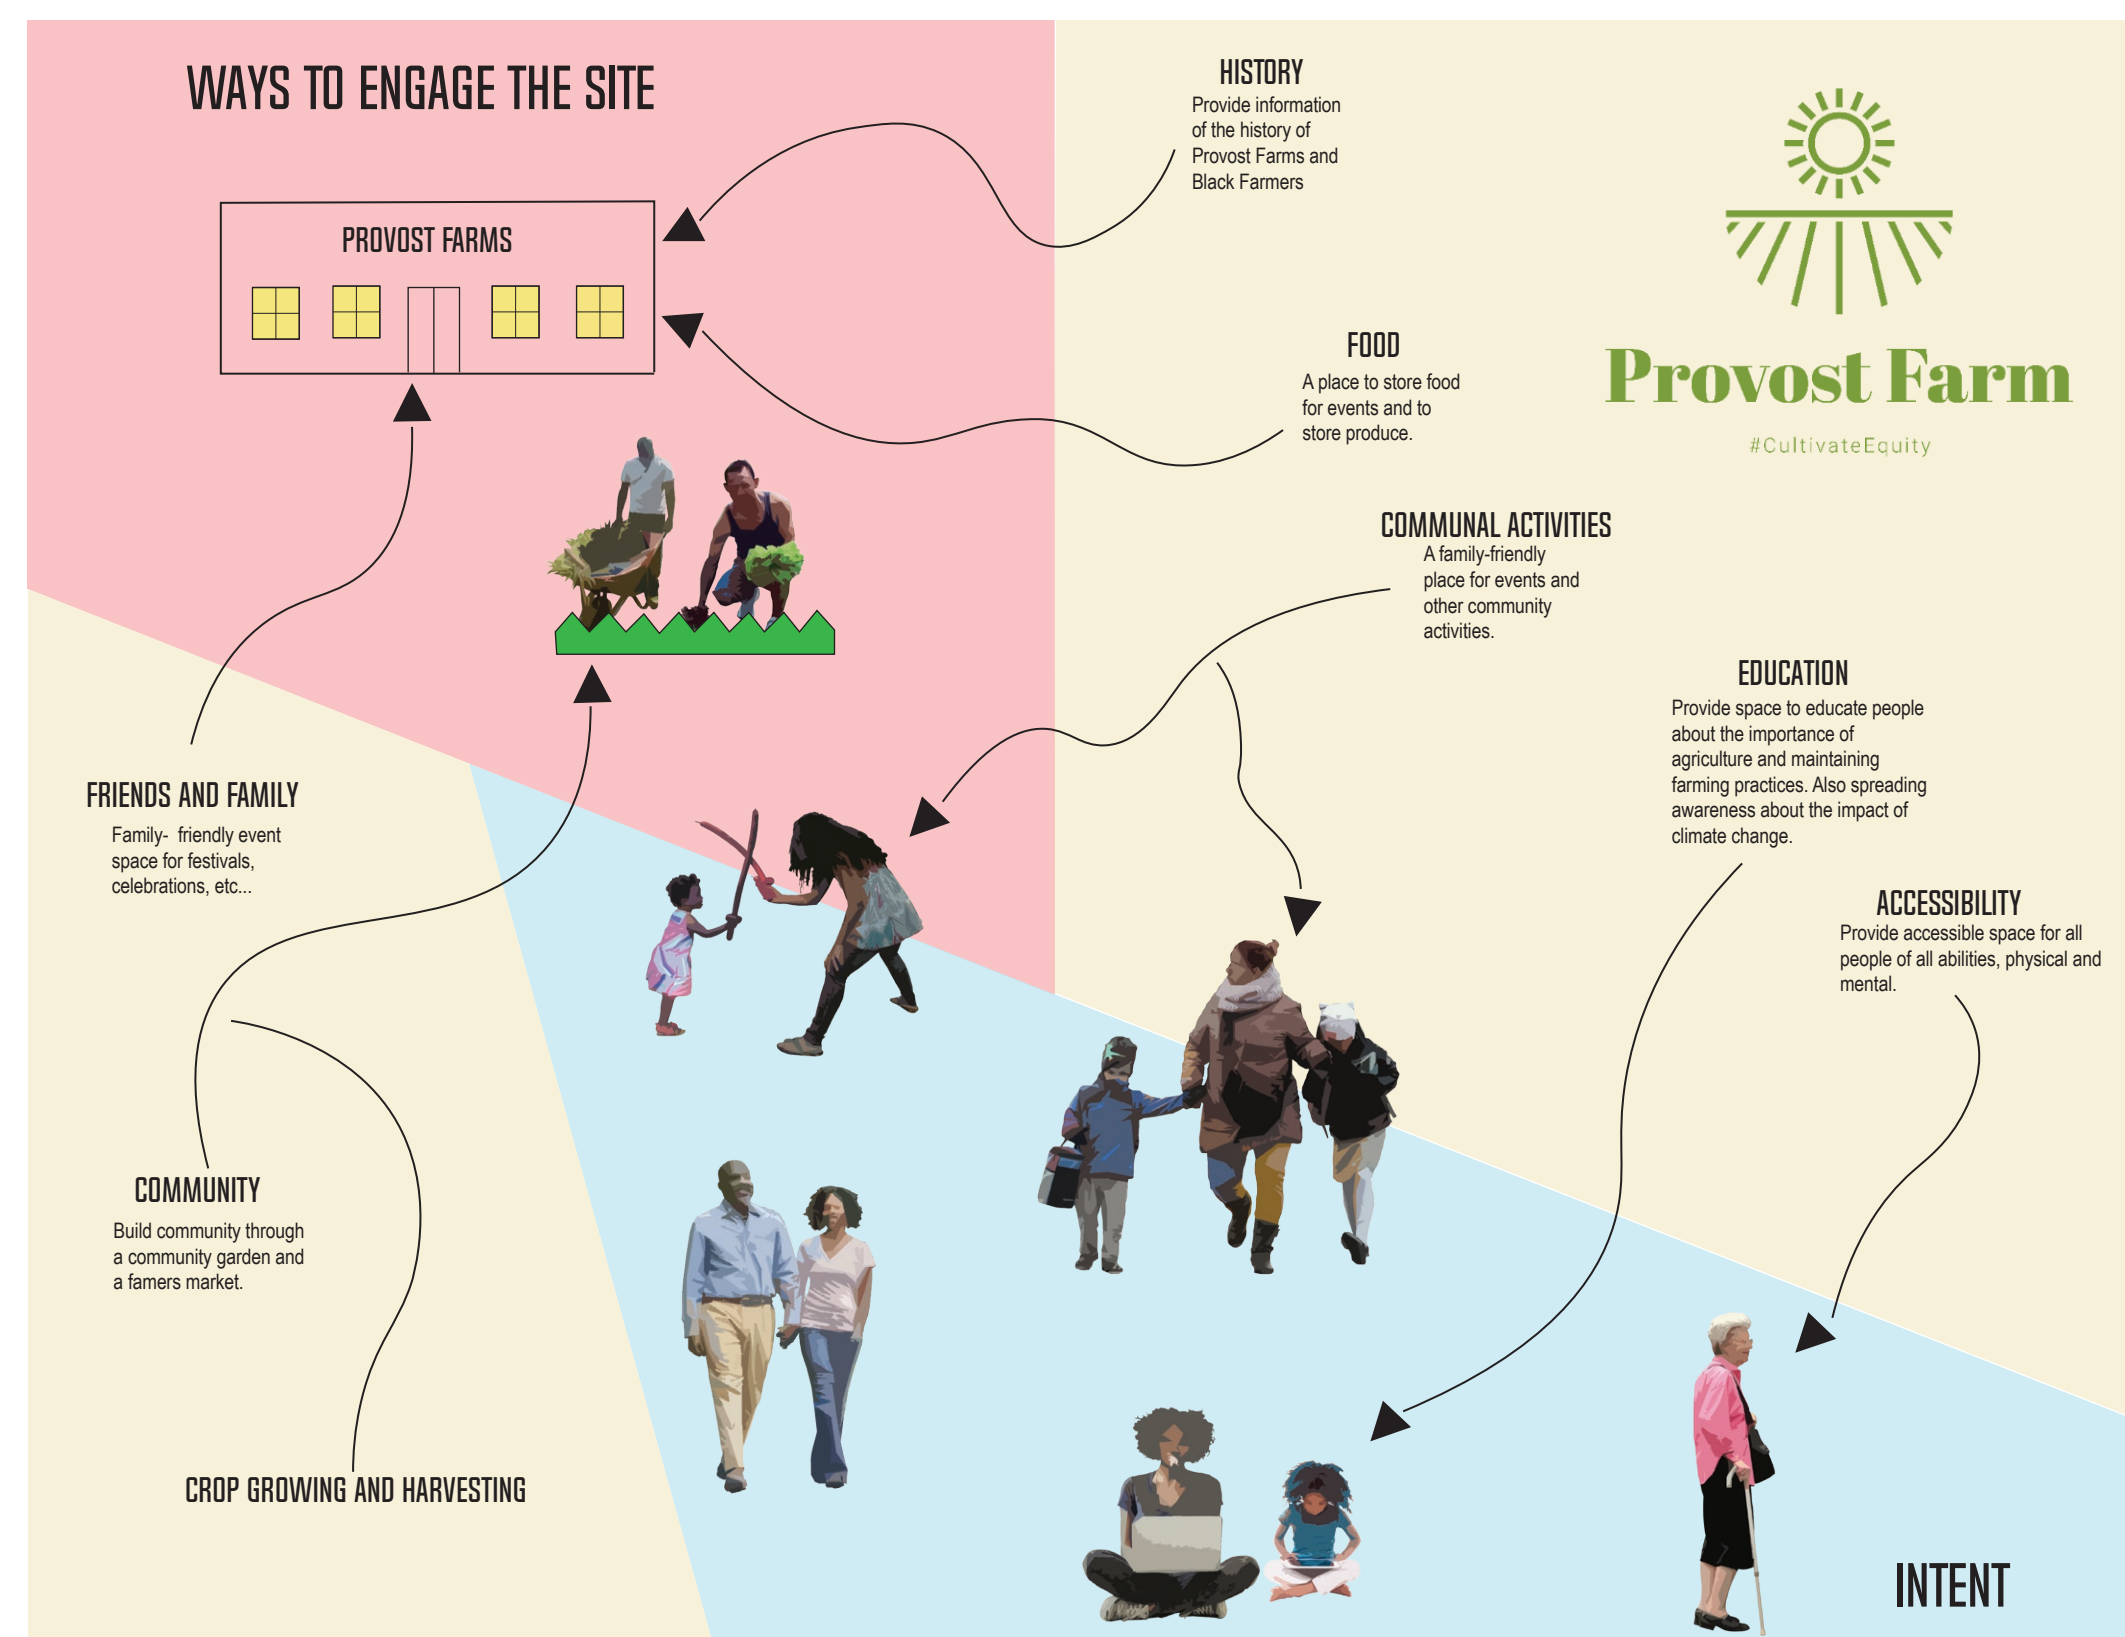 WAYS TO ENGAGE THE SITE
PROVOST FARMS
HISTORY
Provide information
of the history of
Provost Farms and
Black Farmers
Provost Farm
#CultivateEquity
FOOD
A place to store food
for events and to
store produce.
COMMUNAL ACTIVITIES
A family-friendly
place for events and
other community
activities.
EDUCATION
Provide space to educate people
about the importance of
agriculture and maintaining
farming practices. Also spreading
awareness about the impact of
climate change.
ACCESSIBILITY
Provide accessible space for all
people of all abilities, physical and
mental.
FRIENDS AND FAMILY
Family- friendly event
space for festivals,
celebrations, etc...
COMMUNITY
Build community through
a community garden and
a famers market.
CROP GROWING AND HARVESTING
INTENT